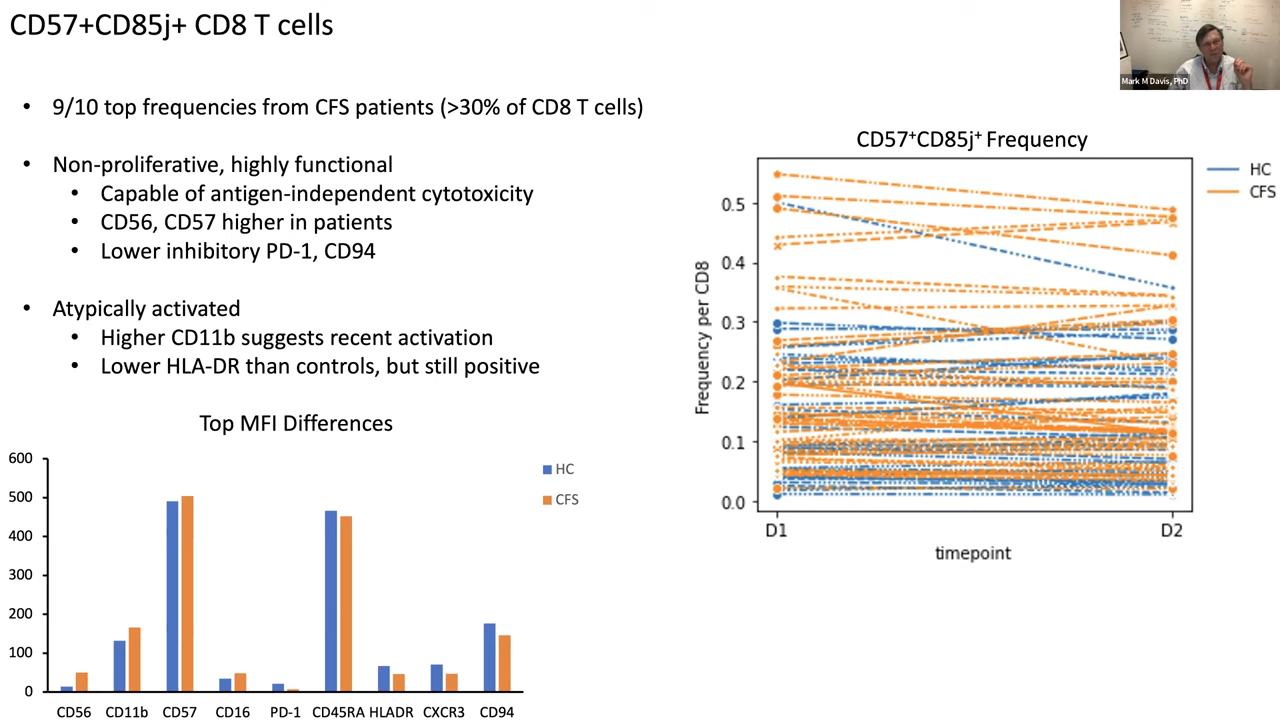 CD57+CD85j+ CD8 T cells
Mark M Davis, PhD
9/10 top frequencies from CFS patients (>30% of CD8 T cells)
Non-proliferative, highly functional
Capable of antigen-independent cytotoxicity
CD56, CD57 higher in patients
Lower inhibitory PD-1, CD94
Atypically activated
Higher CD11b suggests recent activation
Lower HLA-DR than controls, but still positive
Top MFI Differences
600
500
400
300
200
100
0
HC
CFS
CD56 CD11b CD57 CD16 PD-1 CD45RA HLADR CXCR3 CD94
CD57⁺CD85j⁺ Frequency
HC
CFS
Frequency per CD8
0.5
0.4
0.3
0.2
0.1
0.0
D1 D2
timepoint